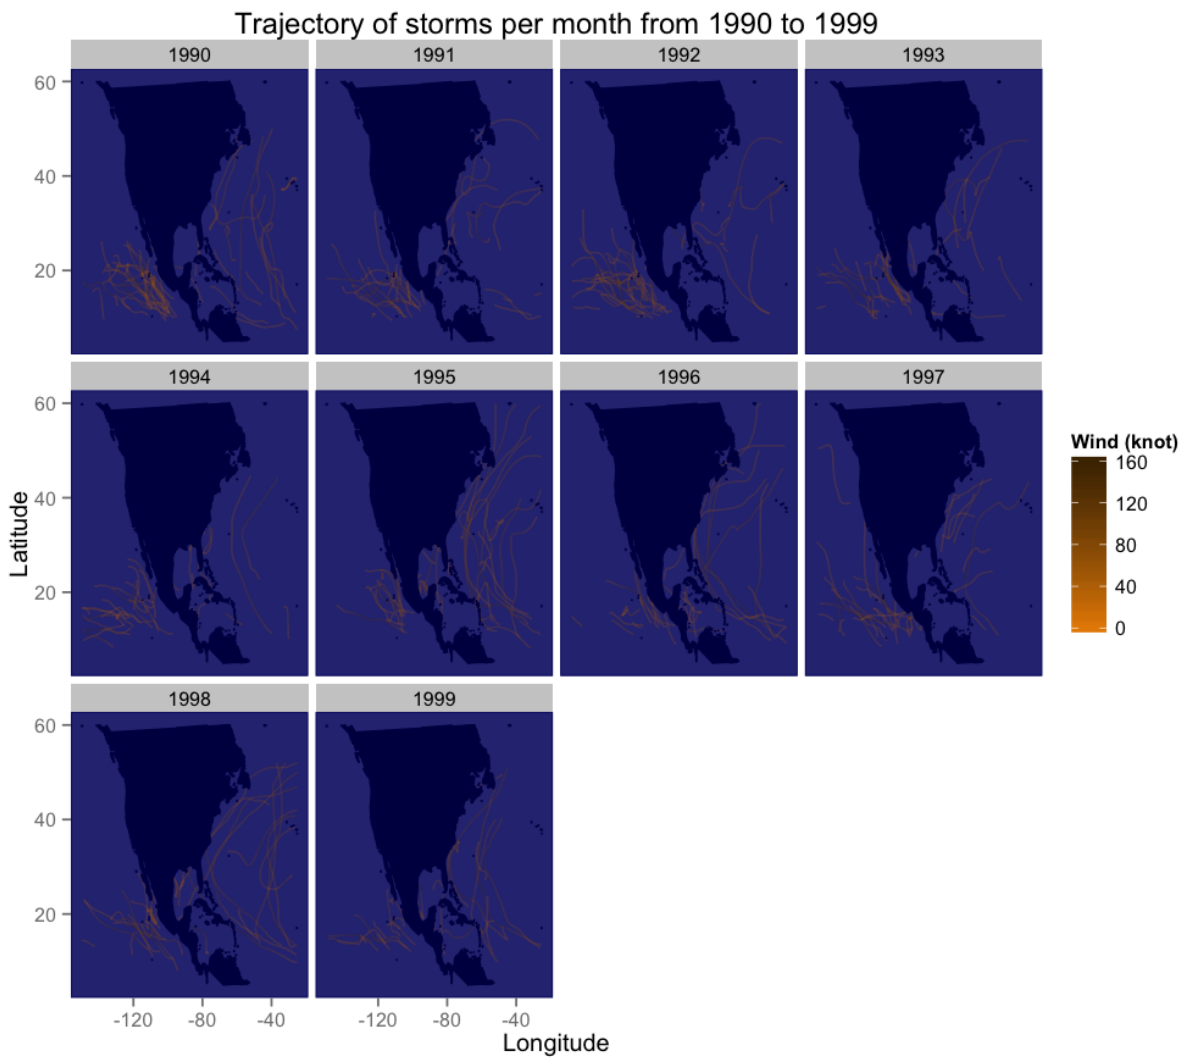 Trajectory of storms per month from 1990 to 1999
1990 1991 1992 1993
60
40
20
1994 1995 1996 1997
60
40
20
Latitude
Wind (knot)
160
120
80
40
0
1998 1999
60
40
20
-120 -80 -40 -120 -80 -40
Longitude